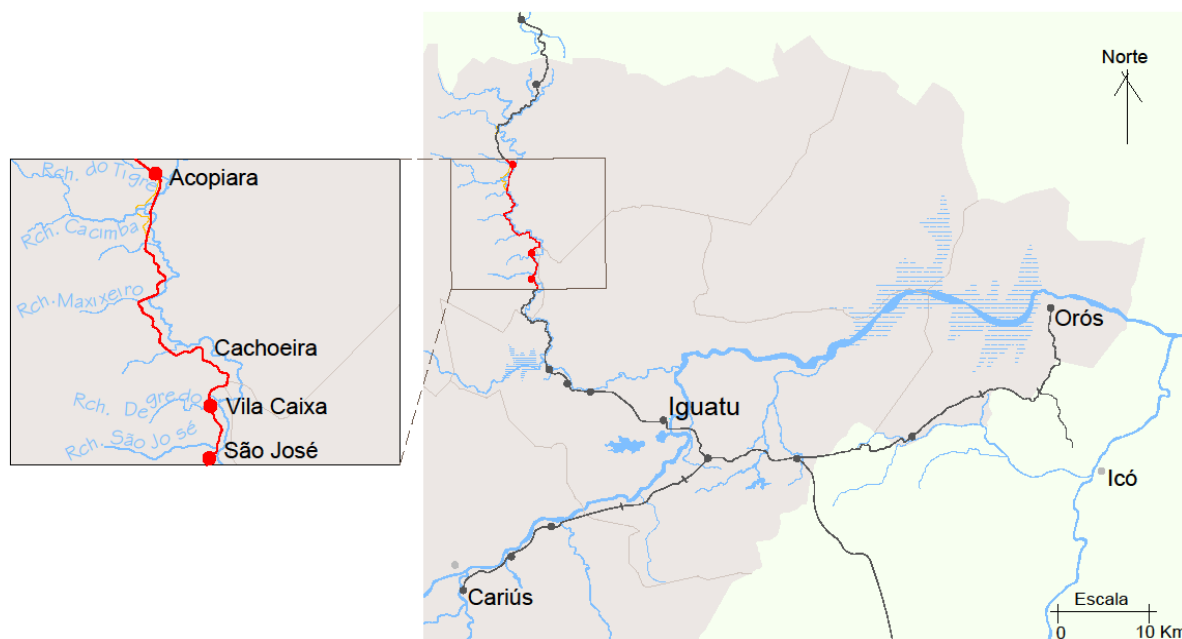 Rch. do Tigre
Acopiara
Rch. Cacimba
Rch. Maxixeiro
Cachoeira
Rch. Degredo
Vila Caixa
Rch. São José
São José
Norte
Orós
Iguatu
Icó
Cariús
Escala
0 10 Km